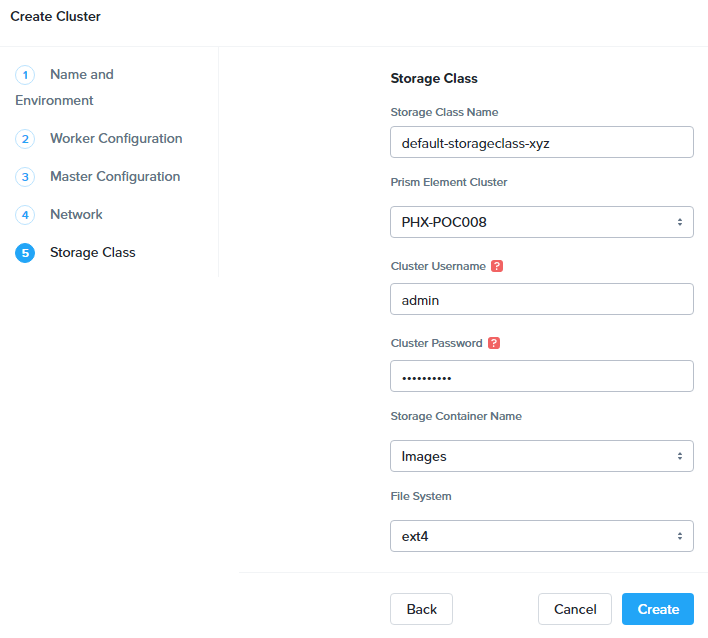 Create Cluster
1 Name and
Environment
2 Worker Configuration
3 Master Configuration
4 Network
5 Storage Class
Storage Class
Storage Class Name
default-storageclass-xyz
Prism Element Cluster
PHX-POC008
Cluster Username ?
admin
Cluster Password ?
••••••••••
Storage Container Name
Images
File System
ext4
Back Cancel Create